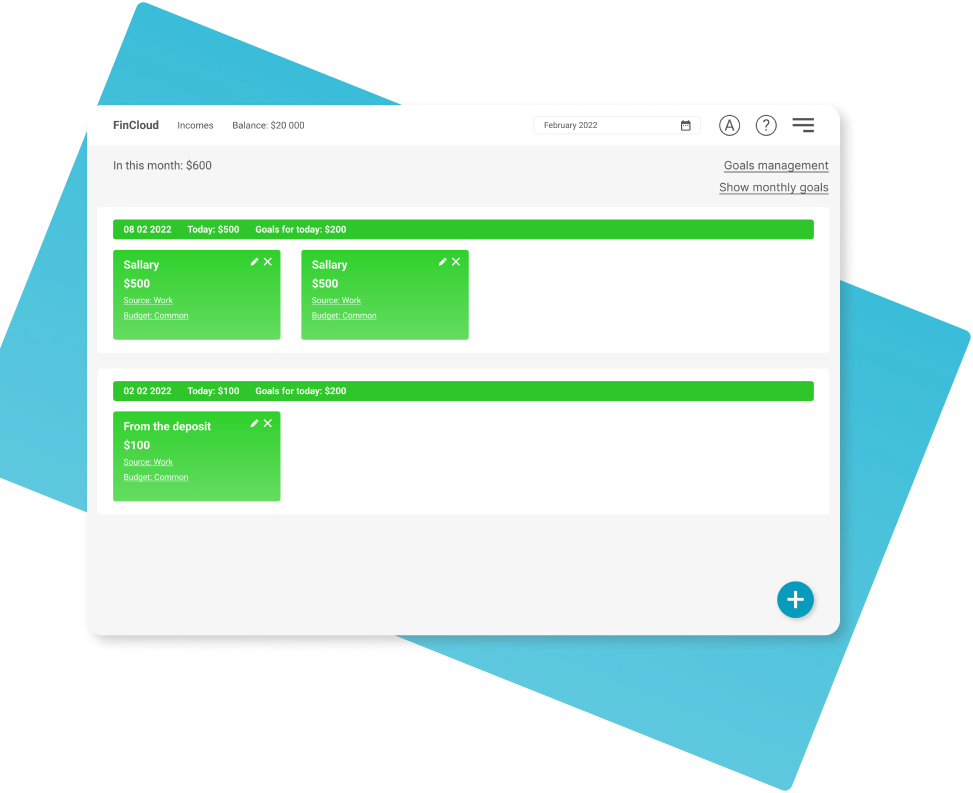 FinCloud Incomes Balance: $20 000 February 2022 A ?
In this month: $600 Goals management
Show monthly goals
08 02 2022 Today: $500 Goals for today: $200
Sallary
$500
Source: Work
Budget: Common
Sallary
$500
Source: Work
Budget: Common
02 02 2022 Today: $100 Goals for today: $200
From the deposit
$100
Source: Work
Budget: Common